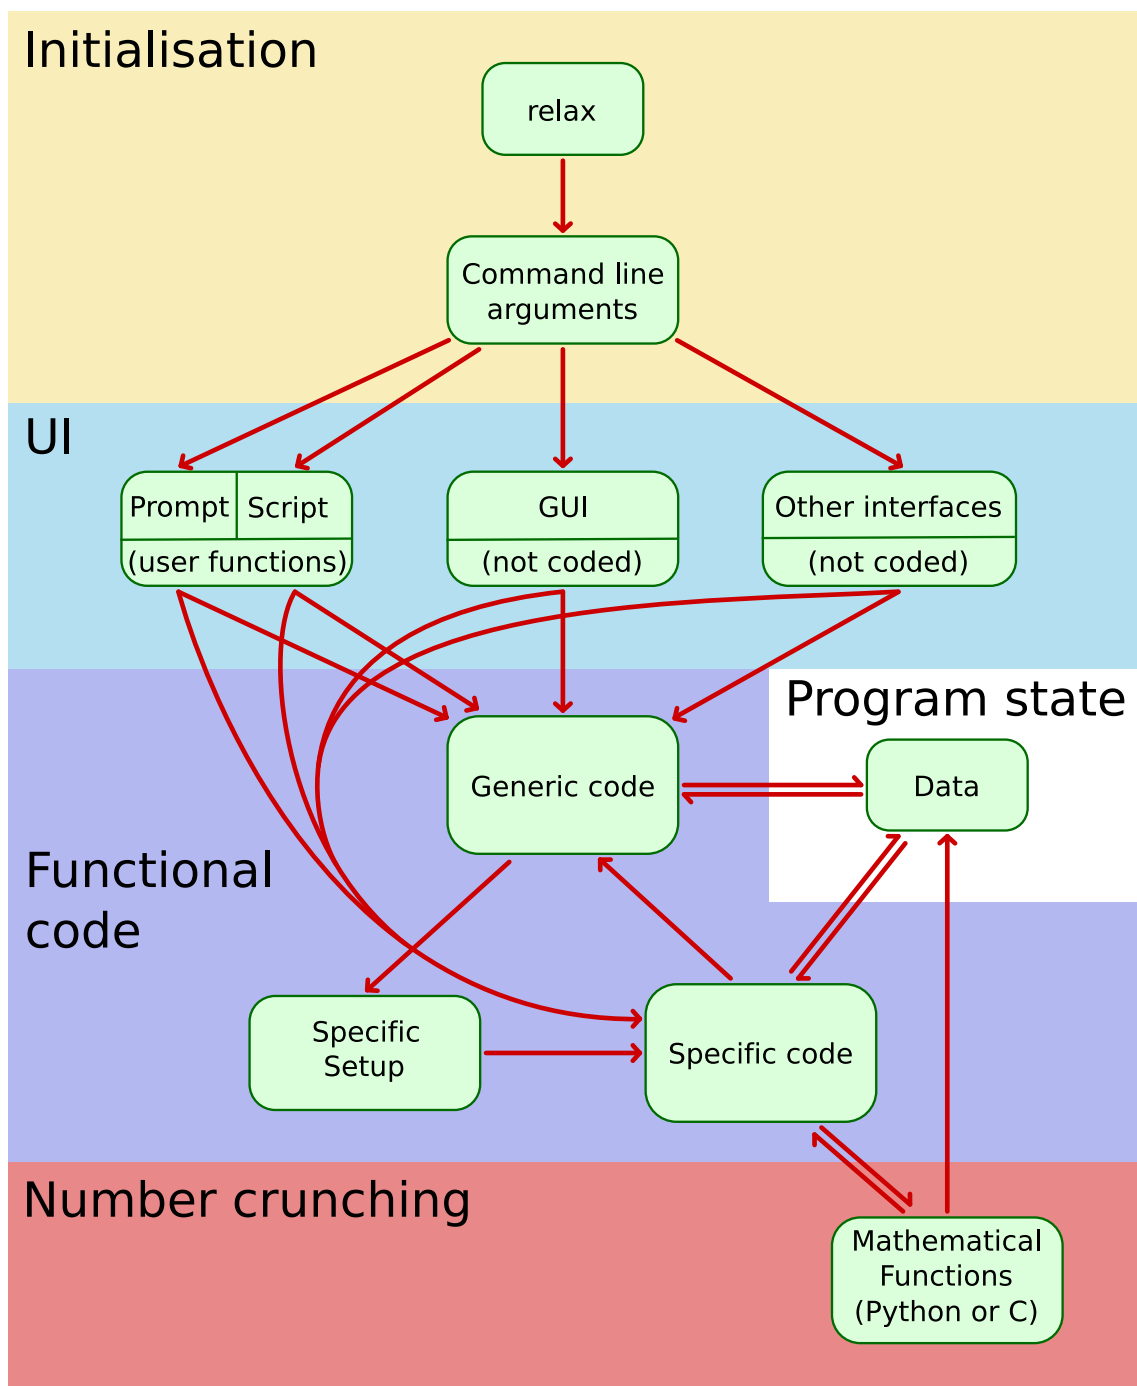 Initialisation
relax
Command line
arguments
UI
Prompt
Script
(user functions)
GUI
(not coded)
Other interfaces
(not coded)
Program state
Generic code
Data
Functional
code
Specific
Setup
Specific code
Number crunching
Mathematical
Functions
(Python or C)